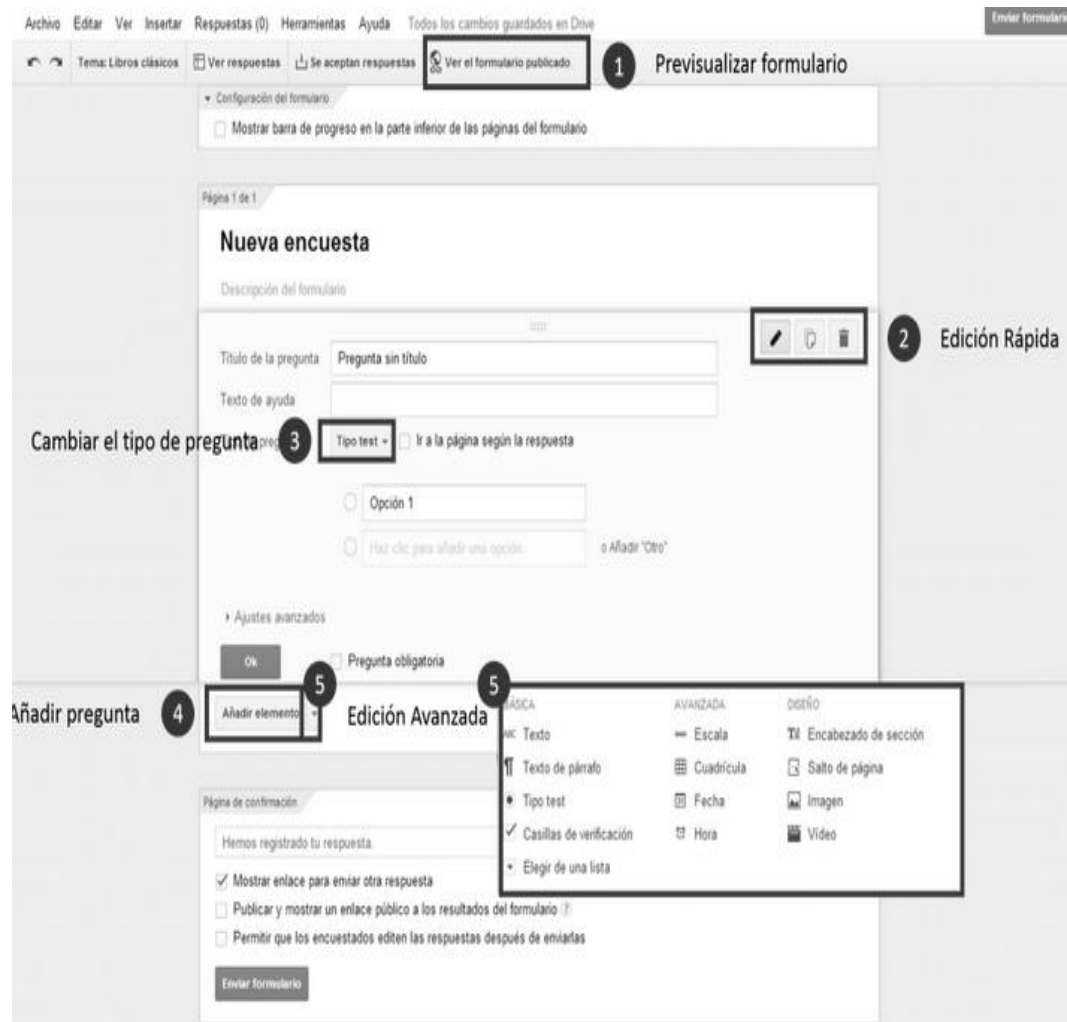 Archivo Editar Ver Insertar Respuestas (0) Herramientas Ayuda Todos los cambios guardados en Drive
Enviar formulario
Tema: Libros clásicos Ver respuestas Se aceptan respuestas Ver el formulario publicado 1 Previsualizar formulario
Configuración del formulario
Mostrar barra de progreso en la parte inferior de las páginas del formulario
Página 1 de 1
Nueva encuesta
Descripción del formulario
2 Edición Rápida
Título de la pregunta Pregunta sin título
Texto de ayuda
Cambiar el tipo de pregunta 3 Tipo test Ir a la página según la respuesta
Opción 1
Haz clic para añadir una opción. o Añadir "Otro"
Ajustes avanzados
Ok Pregunta obligatoria
Añadir pregunta 4 Añadir elemento 5 Edición Avanzada 5
BÁSICA AVANZADA DISEÑO
ABC Texto Escala Encabezado de sección
Texto de párrafo Cuadrícula Salto de página
Tipo test Fecha Imagen
Casillas de verificación Hora Vídeo
Elegir de una lista
Página de confirmación
Hemos registrado tu respuesta.
Mostrar enlace para enviar otra respuesta
Publicar y mostrar un enlace público a los resultados del formulario ?
Permitir que los encuestados editen las respuestas después de enviarlas
Enviar formulario